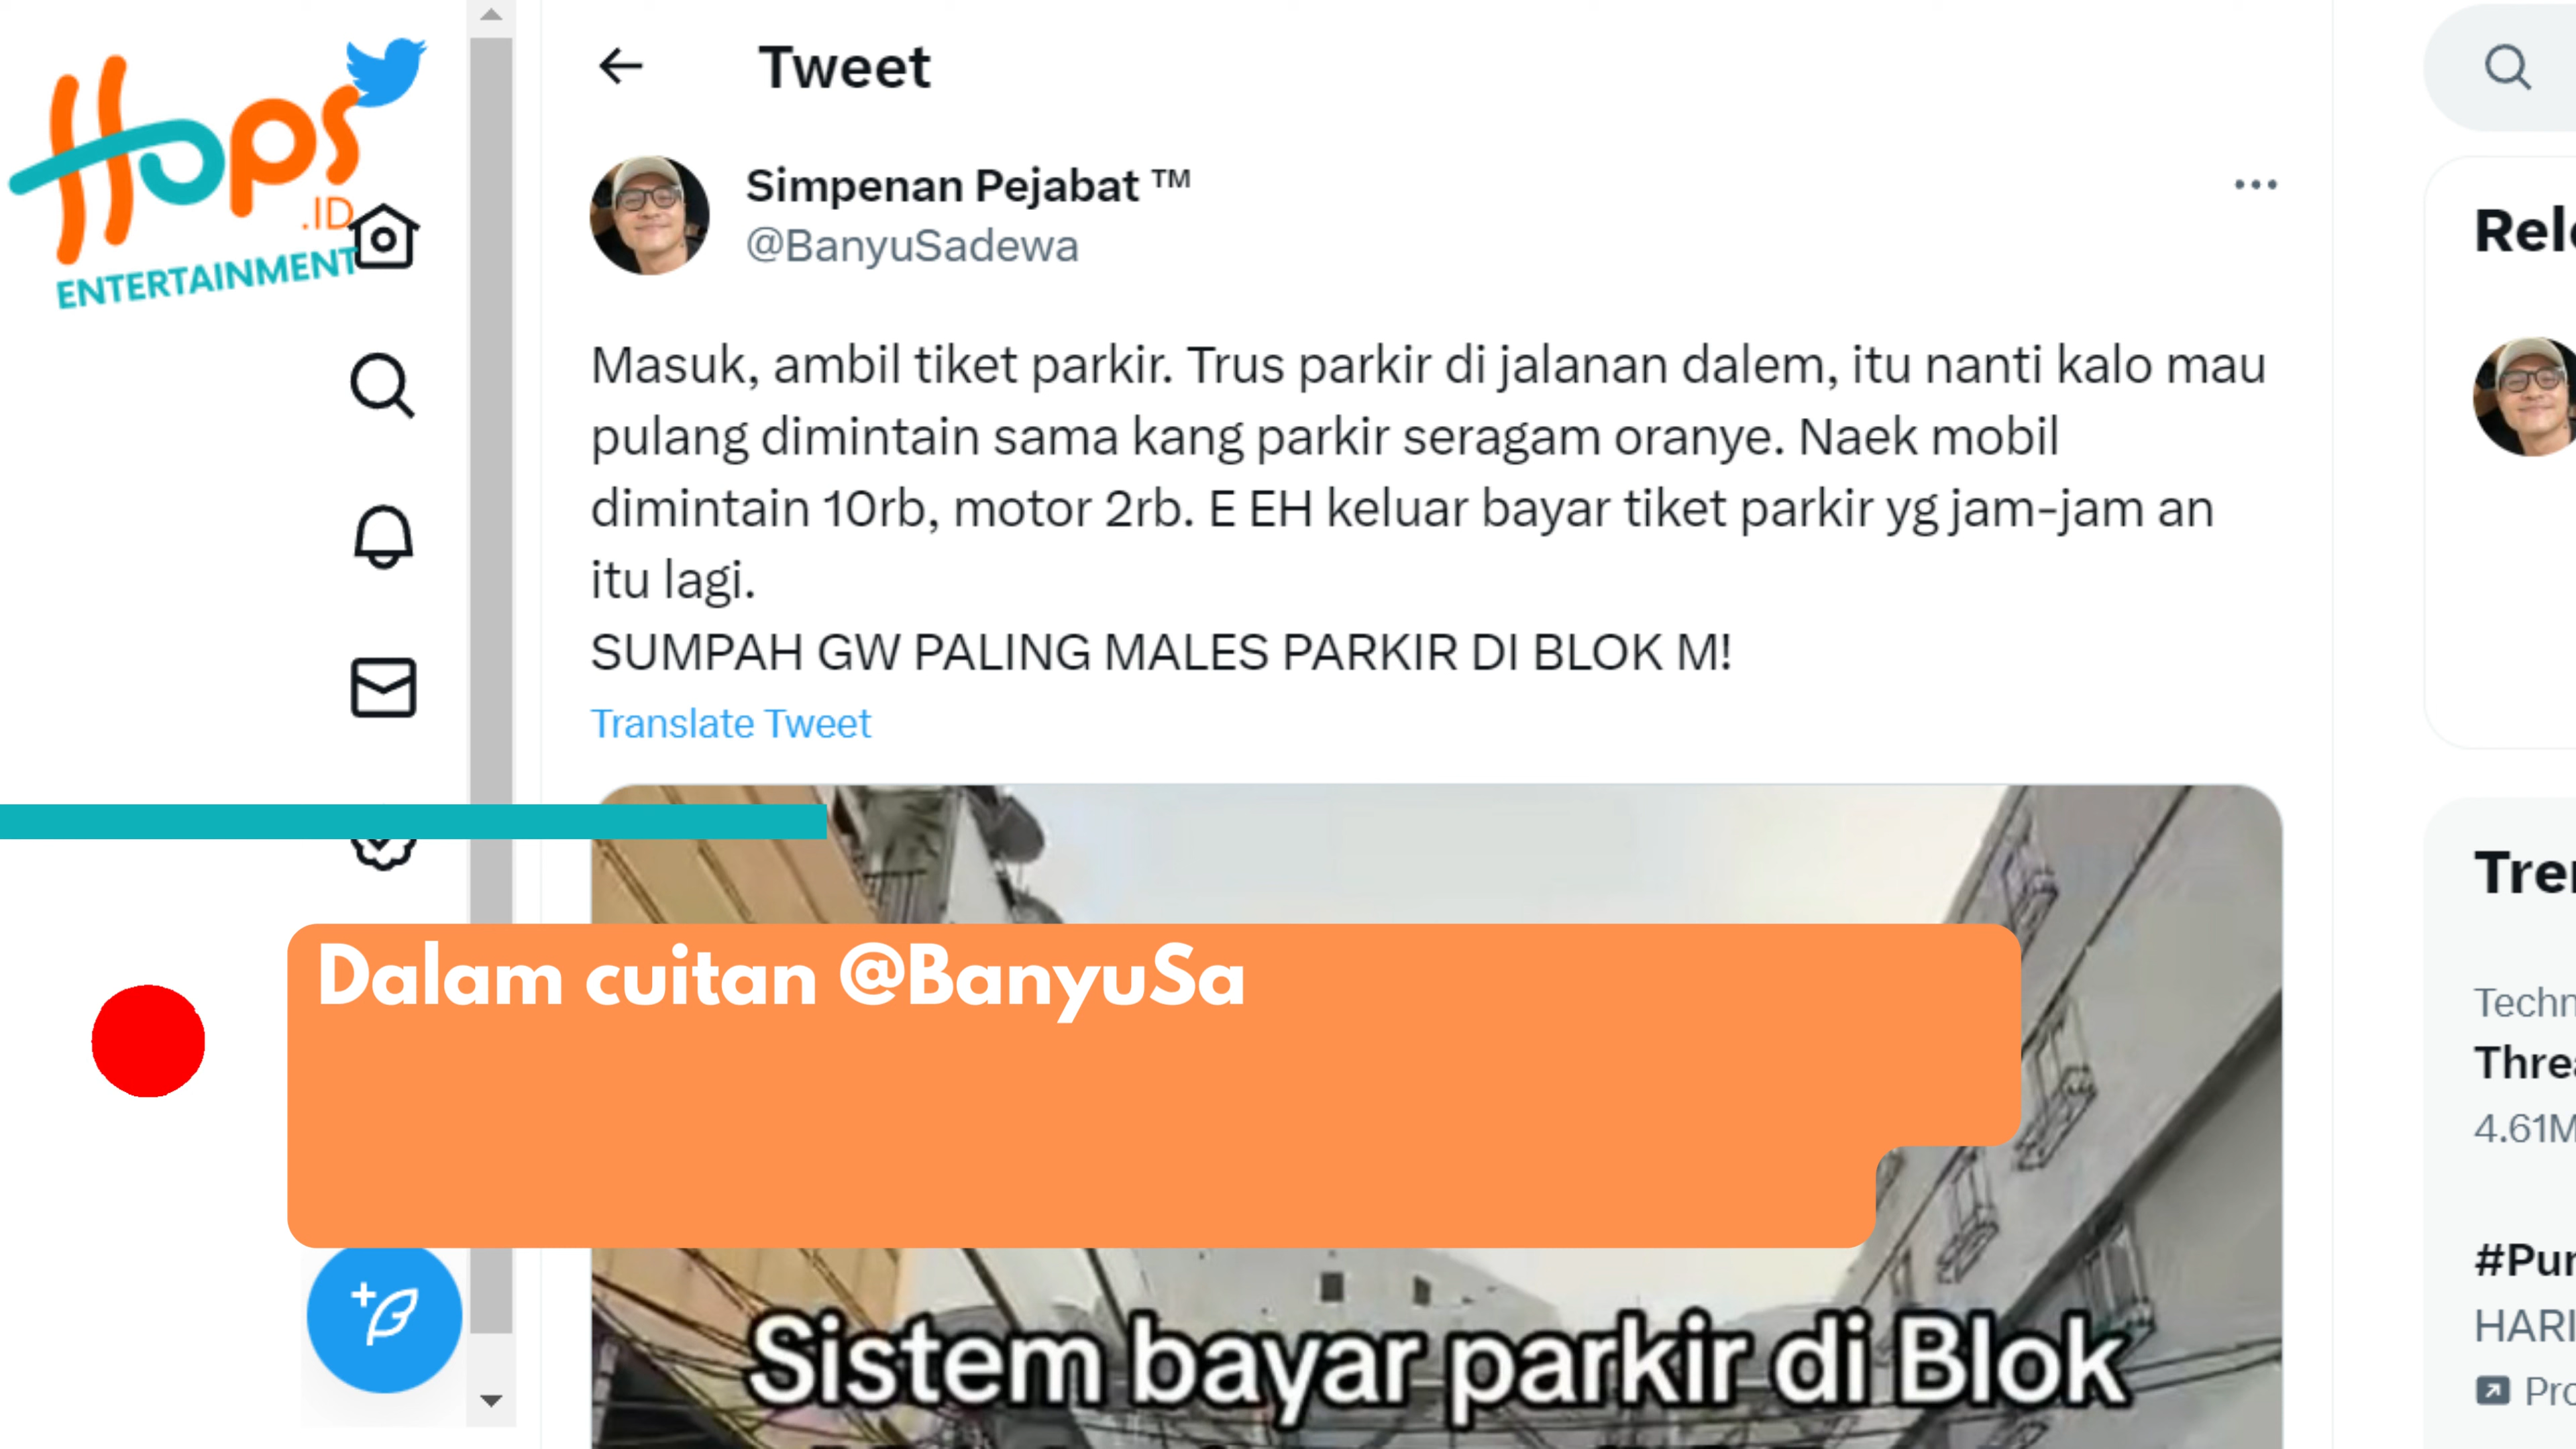 Hops
.ID
ENTERTAINMENT
Tweet
Simpenan Pejabat ™
@BanyuSadewa
Masuk, ambil tiket parkir. Trus parkir di jalanan dalem, itu nanti kalo mau
pulang dimintain sama kang parkir seragam oranye. Naek mobil
dimintain 10rb, motor 2rb. E EH keluar bayar tiket parkir yg jam-jam an
itu lagi.
SUMPAH GW PALING MALES PARKIR DI BLOK M!
Translate Tweet
Dalam cuitan @BanyuSa
Sistem bayar parkir di Blok
Rel
Tre
Techn
Thre
4.61M
#Pur
HARI
Pro